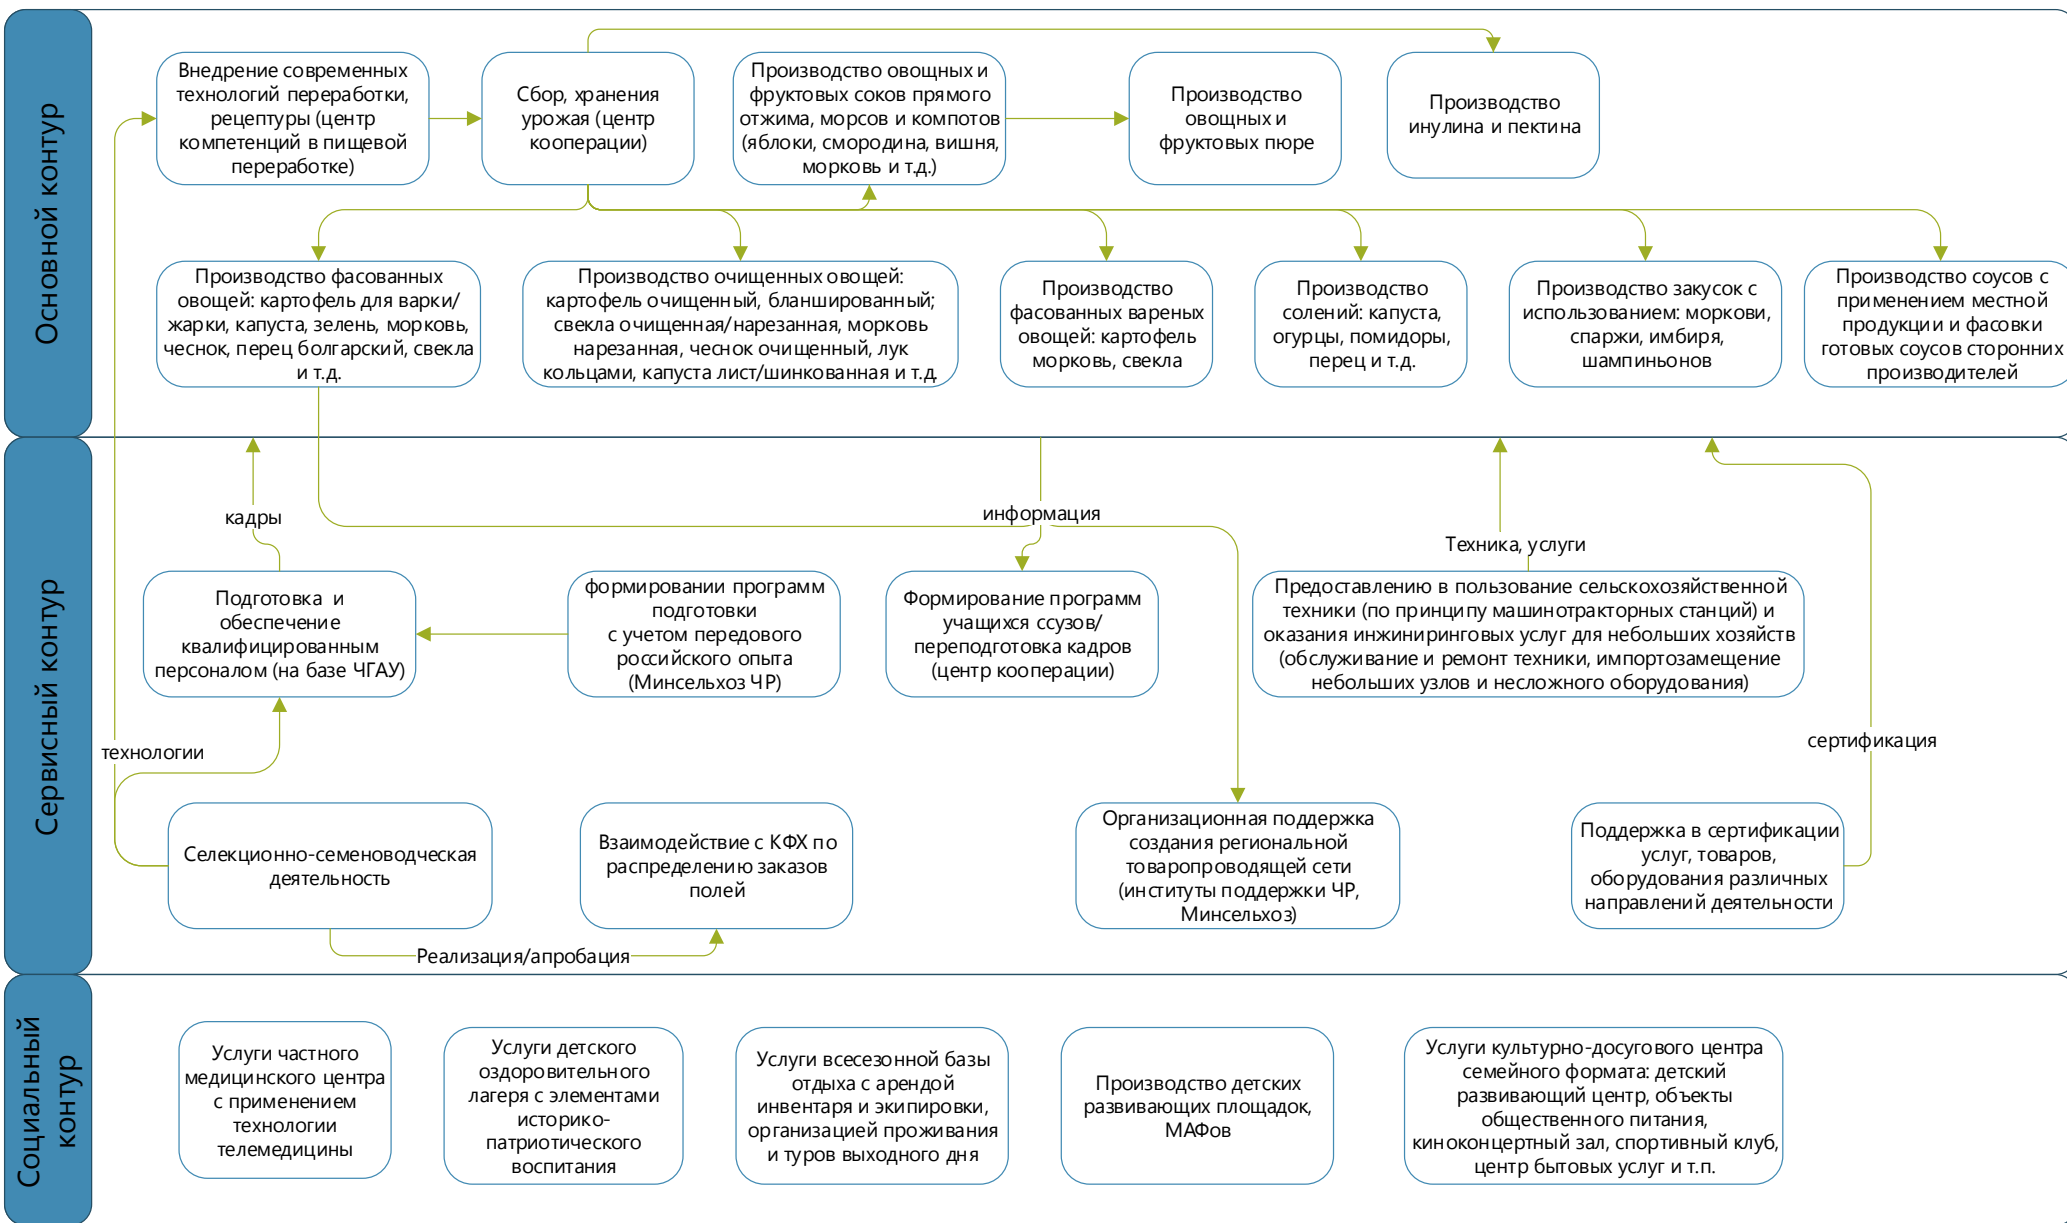 Основной контур
Внедрение современных
технологий переработки,
рецептуры (центр
компетенций в пищевой
переработке)
Сбор, хранения
урожая (центр
кооперации)
Производство овощных и
фруктовых соков прямого
отжима, морсов и компотов
(яблоки, смородина, вишня,
морковь и т.д.)
Производство
овощных и
фруктовых пюре
Производство
инулина и пектина
Производство фасованных
овощей: картофель для варки/
жарки, капуста, зелень, морковь,
чеснок, перец болгарский, свекла
и т.д.
Производство очищенных овощей:
картофель очищенный, бланшированный;
свекла очищенная/нарезанная, морковь
нарезанная, чеснок очищенный, лук
кольцами, капуста лист/шинкованная и т.д.
Производство
фасованных вареных
овощей: картофель
морковь, свекла
Производство
солений: капуста,
огурцы, помидоры,
перец и т.д.
Производство закусок с
использованием: моркови,
спаржи, имбиря,
шампиньонов
Производство соусов с
применением местной
продукции и фасовки
готовых соусов сторонних
производителей
Сервисный контур
кадры
информация
Техника, услуги
Подготовка и
обеспечение
квалифицированным
персоналом (на базе ЧГАУ)
формировании программ
подготовки
с учетом передового
российского опыта
(Минсельхоз ЧР)
Формирование программ
учащихся ссузов/
переподготовка кадров
(центр кооперации)
Предоставлению в пользование сельскохозяйственной
техники (по принципу машинотракторных станций) и
оказания инжиниринговых услуг для небольших хозяйств
(обслуживание и ремонт техники, импортозамещение
небольших узлов и несложного оборудования)
технологии
сертификация
Селекционно-семеноводческая
деятельность
Взаимодействие с КФХ по
распределению заказов
полей
Организационная поддержка
создания региональной
товаропроводящей сети
(институты поддержки ЧР,
Минсельхоз)
Поддержка в сертификации
услуг, товаров,
оборудования различных
направлений деятельности
Реализация/апробация
Социальный
контур
Услуги частного
медицинского центра
с применением
технологии
телемедицины
Услуги детского
оздоровительного
лагеря с элементами
историко-
патриотического
воспитания
Услуги всесезонной базы
отдыха с арендой
инвентаря и экипировки,
организацией проживания
и туров выходного дня
Производство детских
развивающих площадок,
МАФов
Услуги культурно-досугового центра
семейного формата: детский
развивающий центр, объекты
общественного питания,
киноконцертный зал, спортивный клуб,
центр бытовых услуг и т.п.